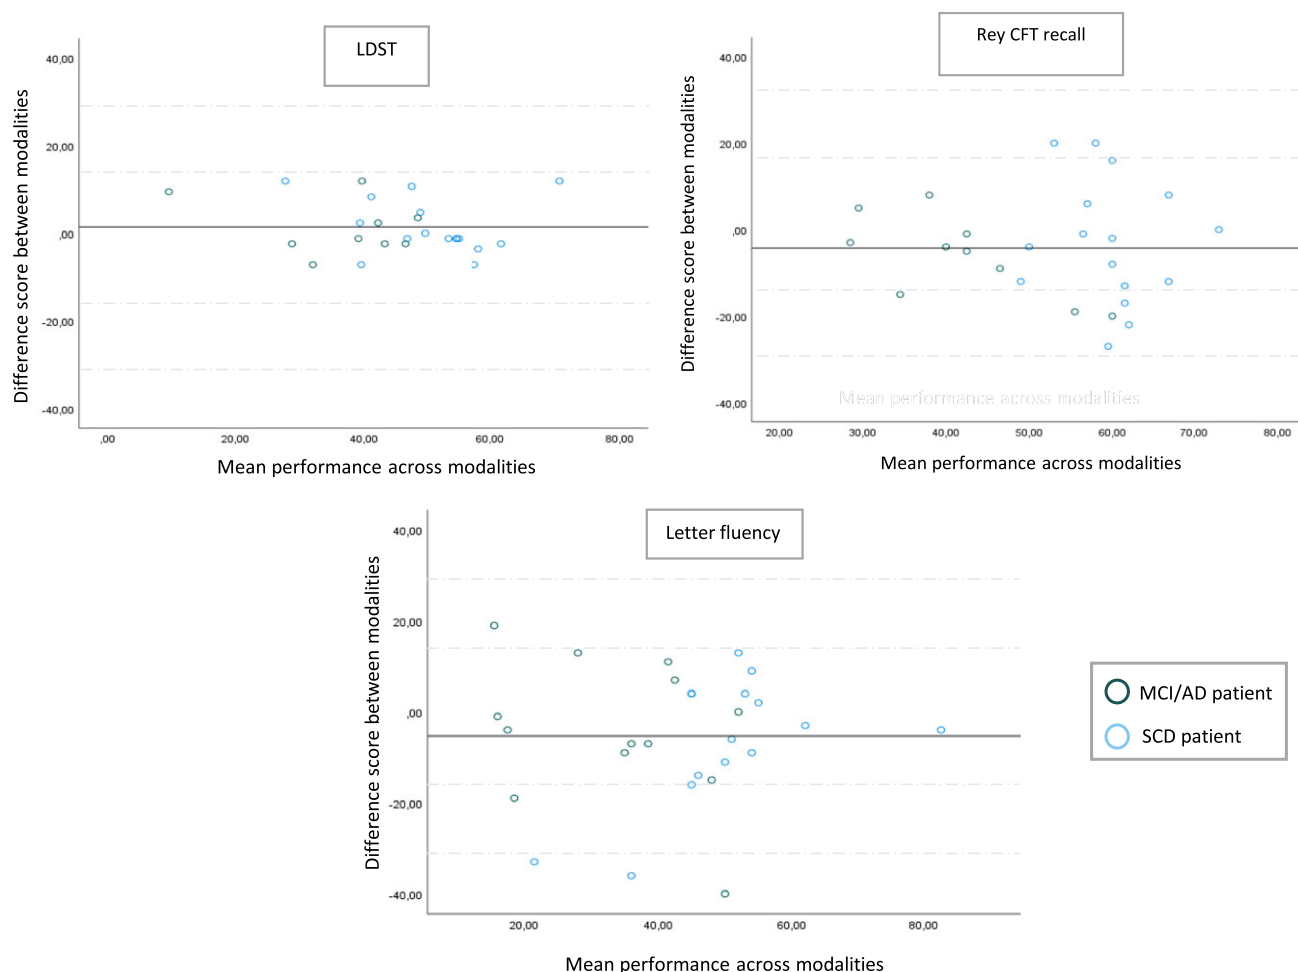 LDST
40,00
20,00
,00
-20,00
-40,00
Difference score between modalities
,00 20,00 40,00 60,00 80,00
Mean performance across modalities
Rey CFT recall
40,00
20,00
,00
-20,00
-40,00
Difference score between modalities
Mean performance across modalities
20,00 30,00 40,00 50,00 60,00 70,00 80,00
Mean performance across modalities
Letter fluency
40,00
20,00
,00
-20,00
-40,00
Difference score between modalities
20,00 40,00 60,00 80,00
Mean performance across modalities
MCI/AD patient
SCD patient